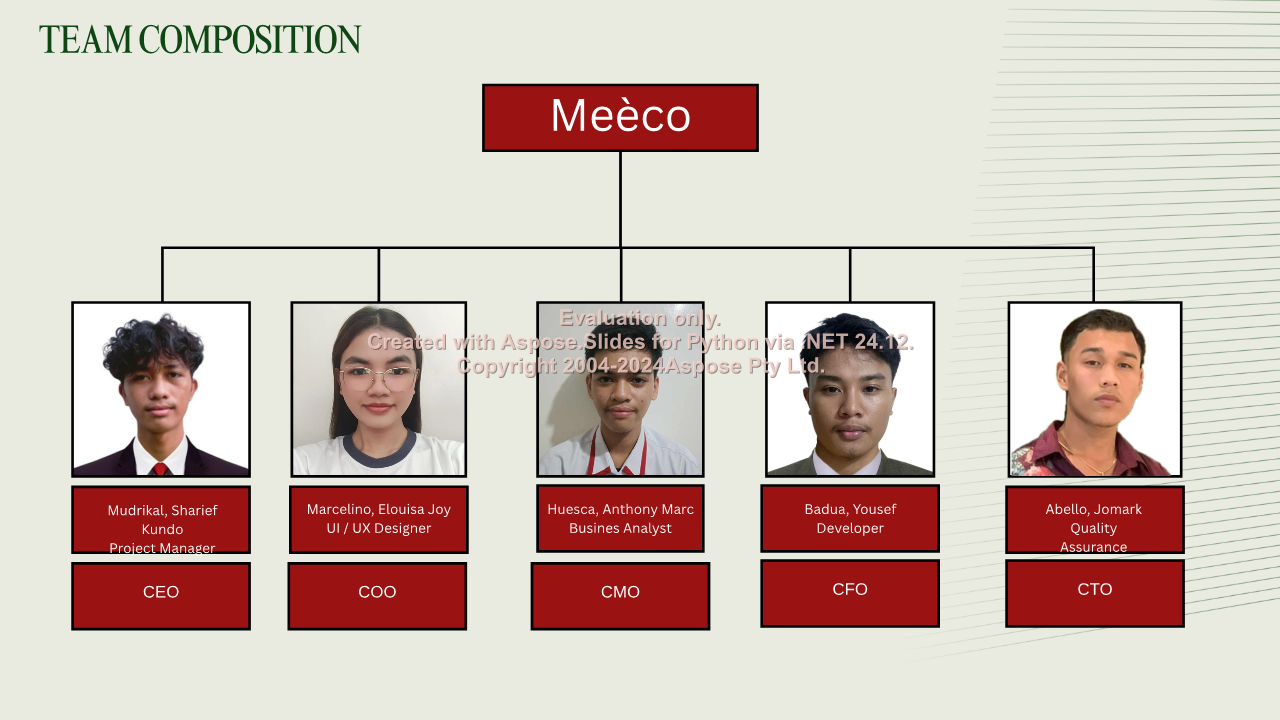 TEAM COMPOSITION
Meèco
Evaluation only.
Created with Aspose.Slides for Python via .NET 24.12.
Copyright 2004-2024Aspose Pty Ltd.
Mudrikal, Sharief
Kundo
Project Manager
Marcelino, Elouisa Joy
UI / UX Designer
Huesca, Anthony Marc
Busines Analyst
Badua, Yousef
Developer
Abello, Jomark
Quality
Assurance
CEO
COO
CMO
CFO
CTO